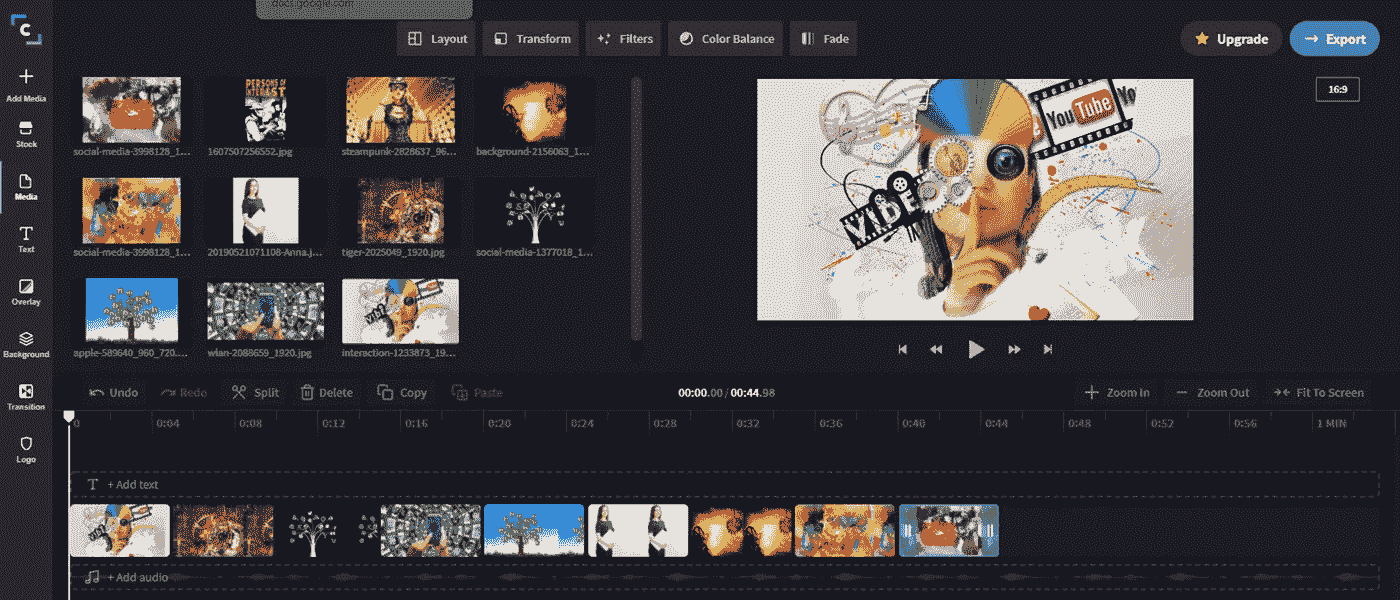 docs.google.com
C
Layout
Transform
Filters
Color Balance
Fade
Upgrade
Export
16:9
Add Media
Stock
Media
Text
Overlay
Background
Transition
Logo
PERSONS OF
INTEREST
social-media-3998128_1...
1607507256552.jpg
steampunk-2828637_96...
background-2156063_1...
social-media-3998128_1...
20190521071108-Anna.j...
tiger-2025049_1920.jpg
social-media-1377018_1...
apple-589640_960_720....
wlan-2088659_1920.jpg
interaction-1233873_19...
You Tube Yo
VIDEO
Undo
Redo
Split
Delete
Copy
Paste
00:00.00 / 00:44.98
Zoom In
Zoom Out
Fit To Screen
0 0:04 0:08 0:12 0:16 0:20 0:24 0:28 0:32 0:36 0:40 0:44 0:48 0:52 0:56 1 MIN
+ Add text
+ Add audio